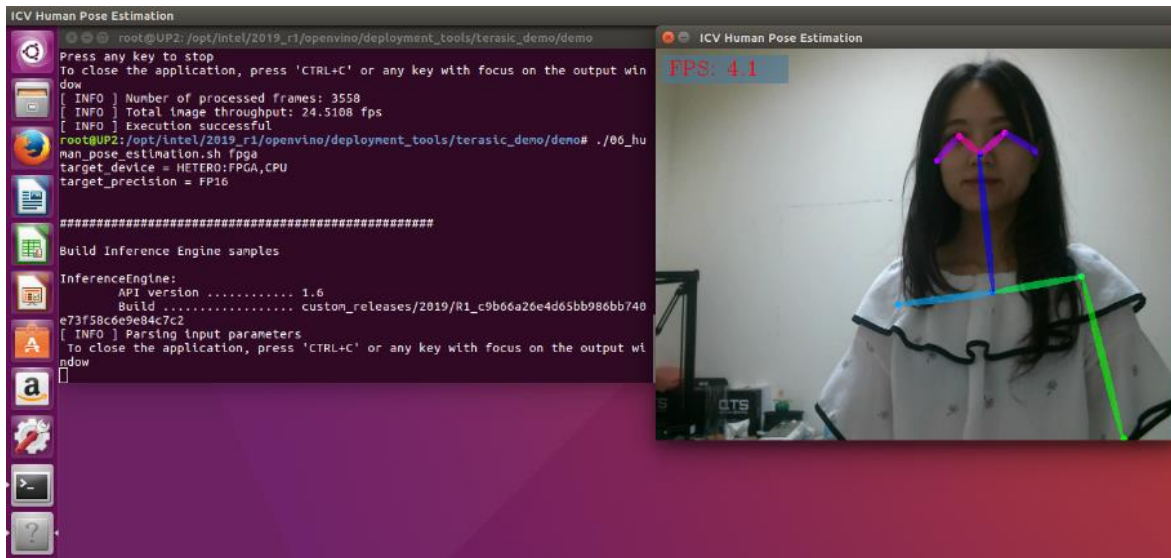 ICV Human Pose Estimation
root@UP2: /opt/intel/2019_r1/openvino/deployment_tools/terasic_demo/demo
Press any key to stop
To close the application, press 'CTRL+C' or any key with focus on the output win
dow
[ INFO ] Number of processed frames: 3558
[ INFO ] Total image throughput: 24.5108 fps
[ INFO ] Execution successful
root@UP2:/opt/intel/2019_r1/openvino/deployment_tools/terasic_demo/demo# ./06_hu
man_pose_estimation.sh fpga
target_device = HETERO:FPGA,CPU
target_precision = FP16
###################################################
Build Inference Engine samples
InferenceEngine:
API version ............ 1.6
Build .................. custom_releases/2019/R1_c9b66a26e4d65bb986bb740
e73f58c6e9e84c7c2
[ INFO ] Parsing input parameters
To close the application, press 'CTRL+C' or any key with focus on the output wi
ndow
ICV Human Pose Estimation
FPS: 4.1
QTS